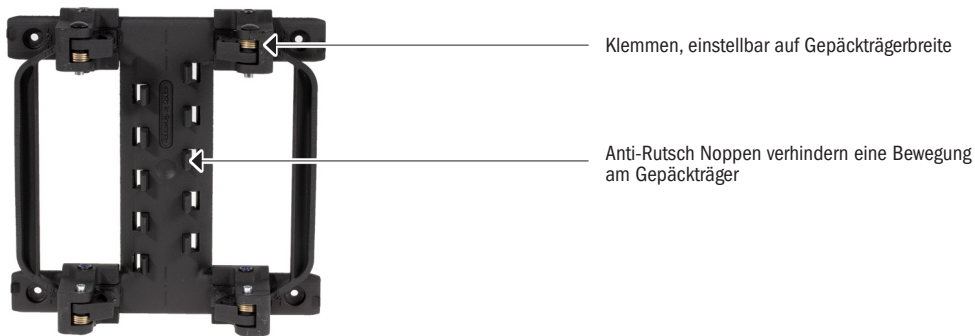 Klemmen, einstellbar auf Gepäckträgerbreite
Anti-Rutsch Noppen verhindern eine Bewegung
am Gepäckträger